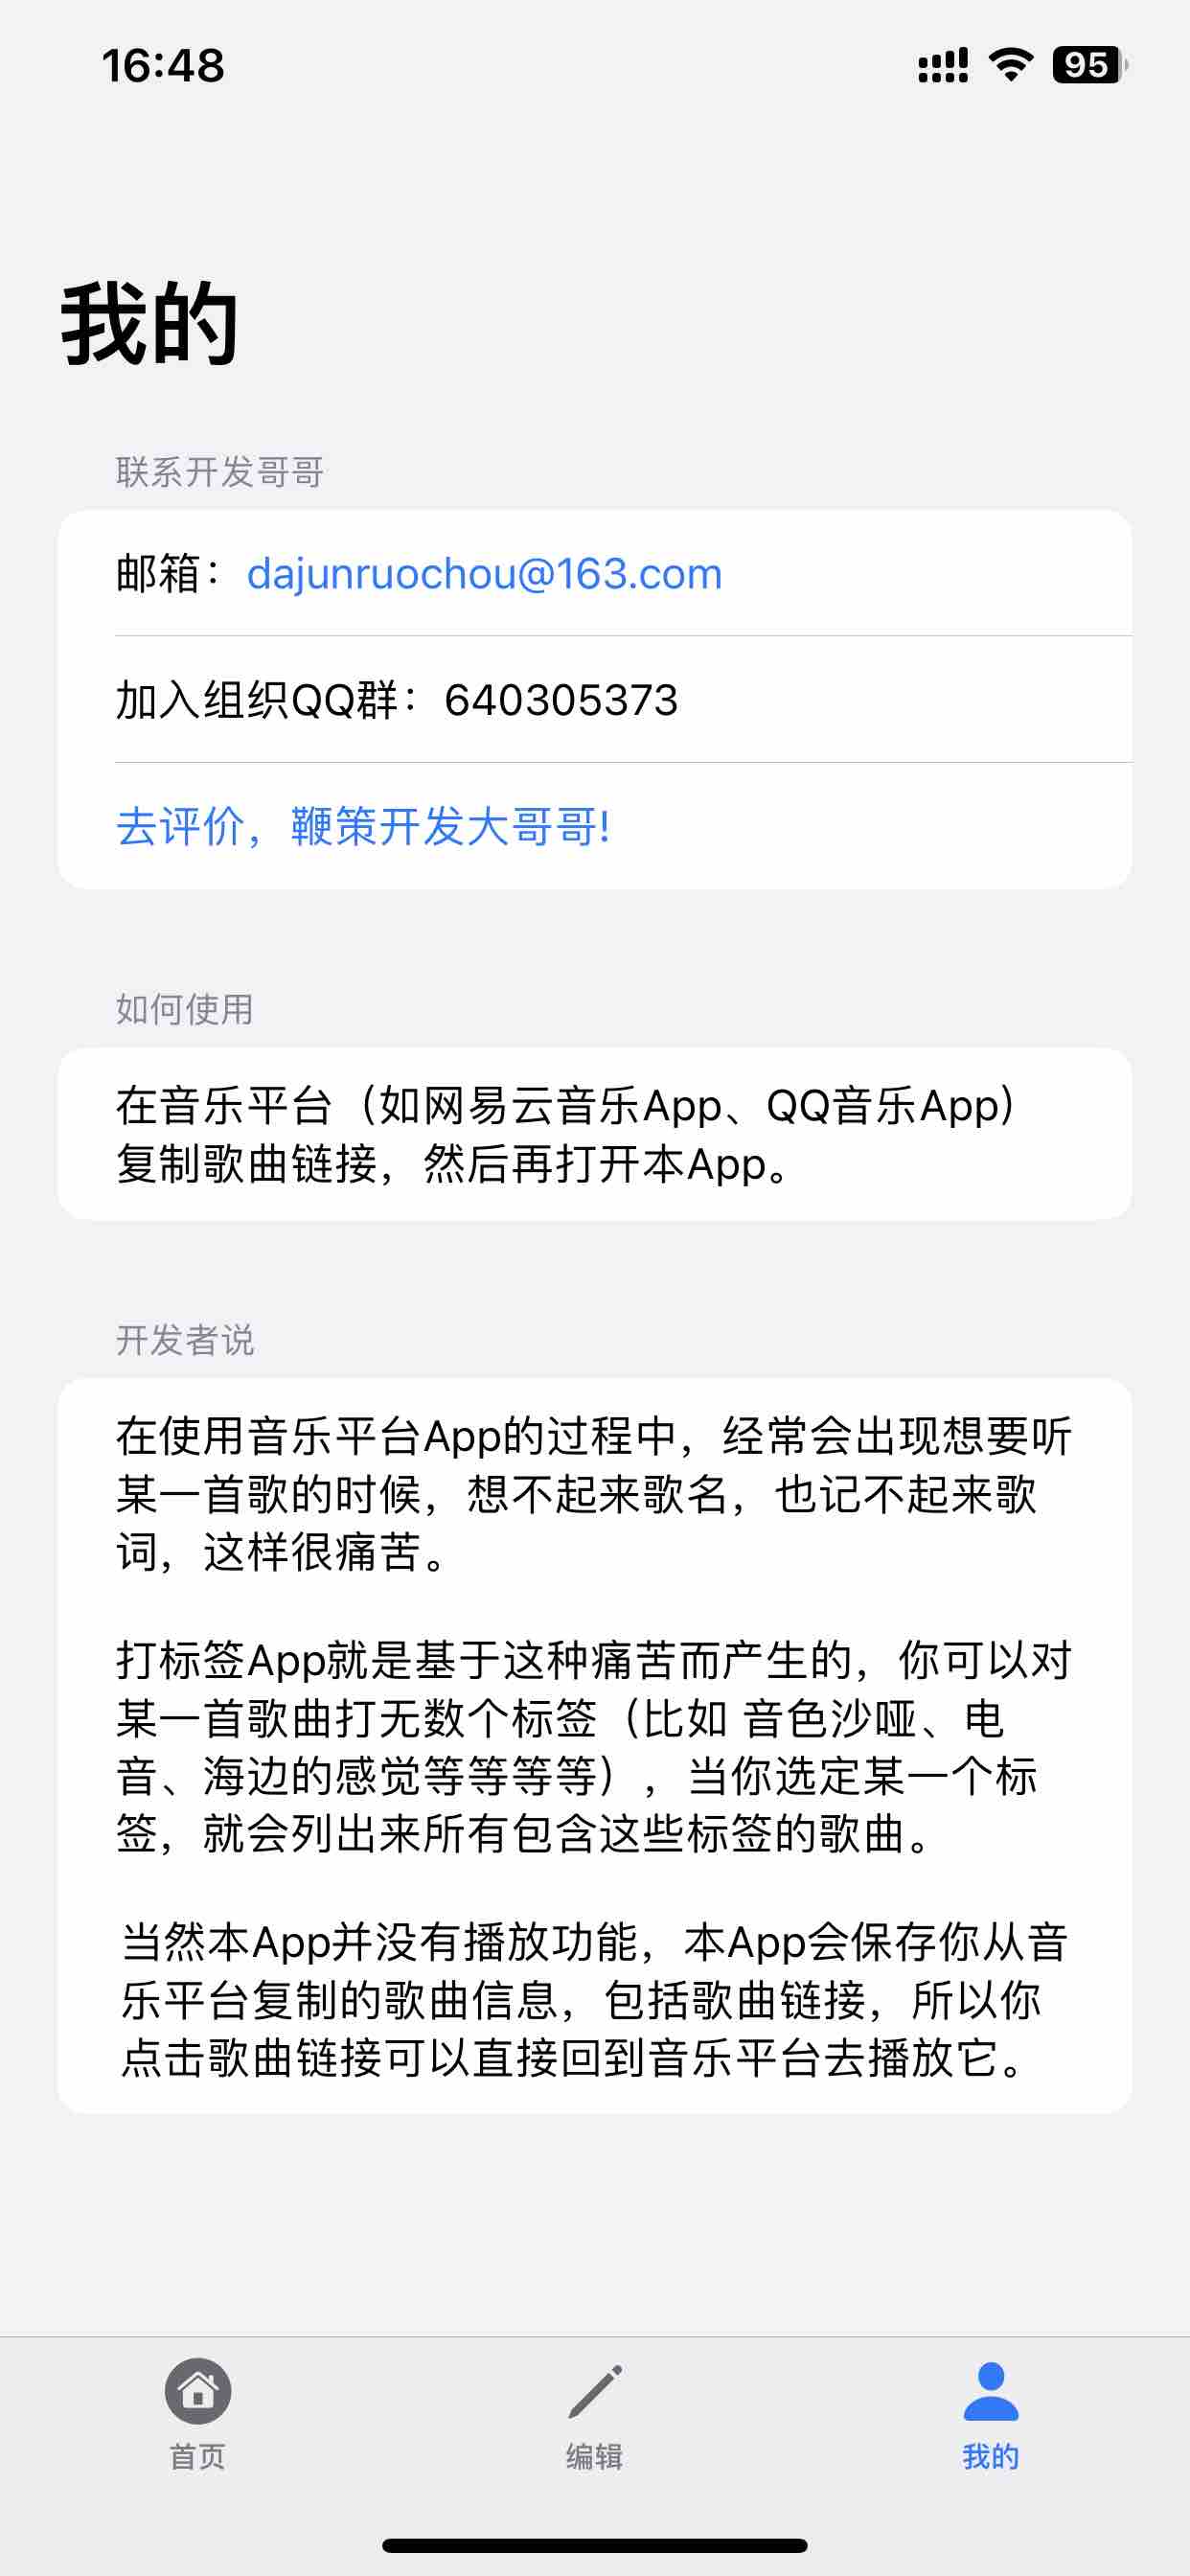 16:48
95
我的
联系开发哥哥
邮箱：dajunruochou@163.com
加入组织QQ群：640305373
去评价，鞭策开发大哥哥!
如何使用
在音乐平台（如网易云音乐App、QQ音乐App）
复制歌曲链接，然后再打开本App。
开发者说
在使用音乐平台App的过程中，经常会出现想要听
某一首歌的时候，想不起来歌名，也记不起来歌
词，这样很痛苦。
打标签App就是基于这种痛苦而产生的，你可以对
某一首歌曲打无数个标签（比如 音色沙哑、电
音、海边的感觉等等等等），当你选定某一个标
签，就会列出来所有包含这些标签的歌曲。
当然本App并没有播放功能，本App会保存你从音
乐平台复制的歌曲信息，包括歌曲链接，所以你
点击歌曲链接可以直接回到音乐平台去播放它。
首页
编辑
我的